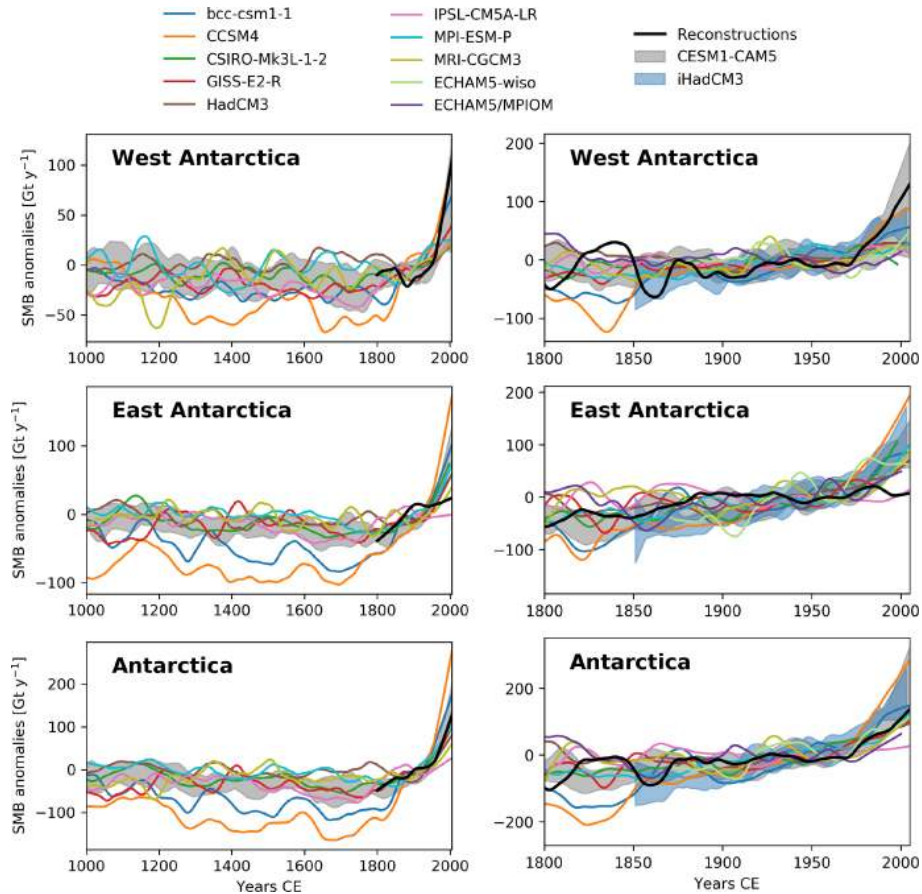 bcc-csm1-1
CCSM4
CSIRO-Mk3L-1-2
GISS-E2-R
HadCM3
IPSL-CM5A-LR
MPI-ESM-P
MRI-CGCM3
ECHAM5-wiso
ECHAM5/MPIOM
Reconstructions
CESM1-CAM5
iHadCM3
West Antarctica
SMB anomalies [Gt y⁻¹]
100
50
0
−50
1000 1200 1400 1600 1800 2000
West Antarctica
200
100
0
−100
1800 1850 1900 1950 2000
East Antarctica
SMB anomalies [Gt y⁻¹]
100
0
−100
1000 1200 1400 1600 1800 2000
East Antarctica
200
100
0
−100
1800 1850 1900 1950 2000
Antarctica
SMB anomalies [Gt y⁻¹]
200
100
0
−100
1000 1200 1400 1600 1800 2000
Years CE
Antarctica
200
0
−200
1800 1850 1900 1950 2000
Years CE